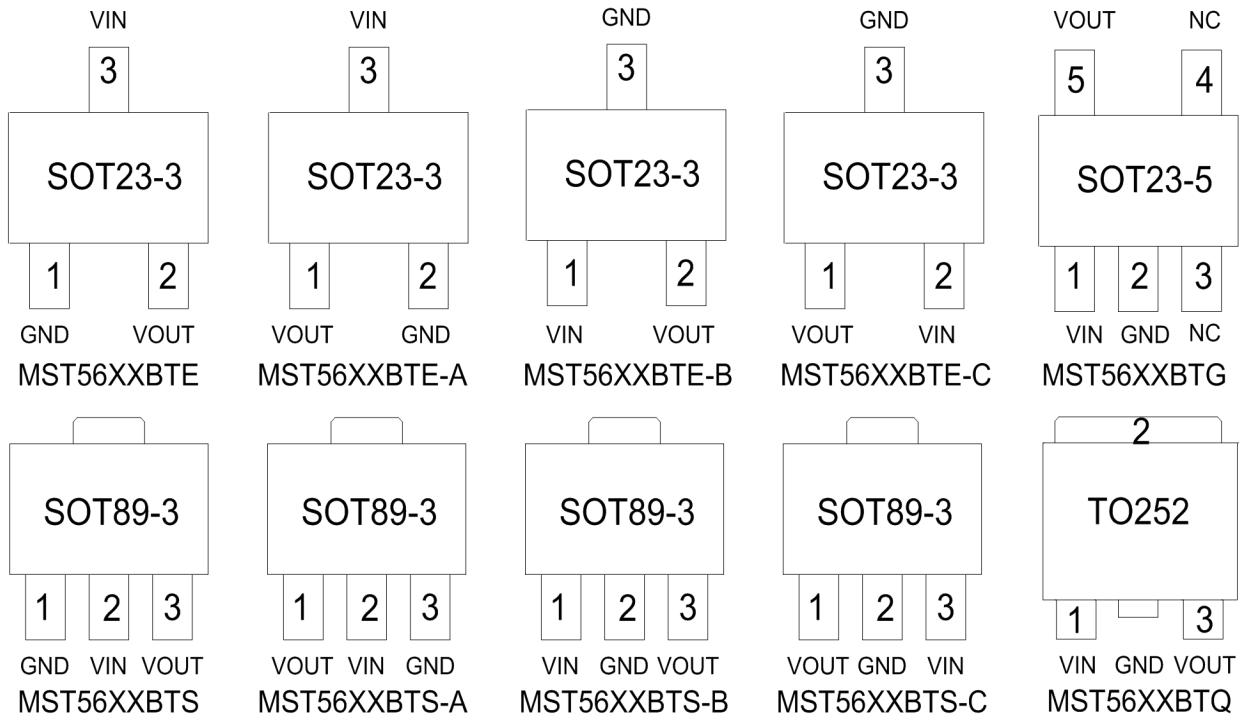 VIN VIN GND GND VOUT NC
3 3 3 3 5 4
SOT23-3 SOT23-3 SOT23-3 SOT23-3 SOT23-5
1 2 1 2 1 2 1 2 1 2 3
GND VOUT VOUT GND VIN VOUT VOUT VIN VIN GND NC
MST56XXBTE MST56XXBTE-A MST56XXBTE-B MST56XXBTE-C MST56XXBTG
2
SOT89-3 SOT89-3 SOT89-3 SOT89-3 TO252
1 2 3 1 2 3 1 2 3 1 2 3 1 3
GND VIN VOUT VOUT VIN GND VIN GND VOUT VOUT GND VIN VIN GND VOUT
MST56XXBTS MST56XXBTS-A MST56XXBTS-B MST56XXBTS-C MST56XXBTQ